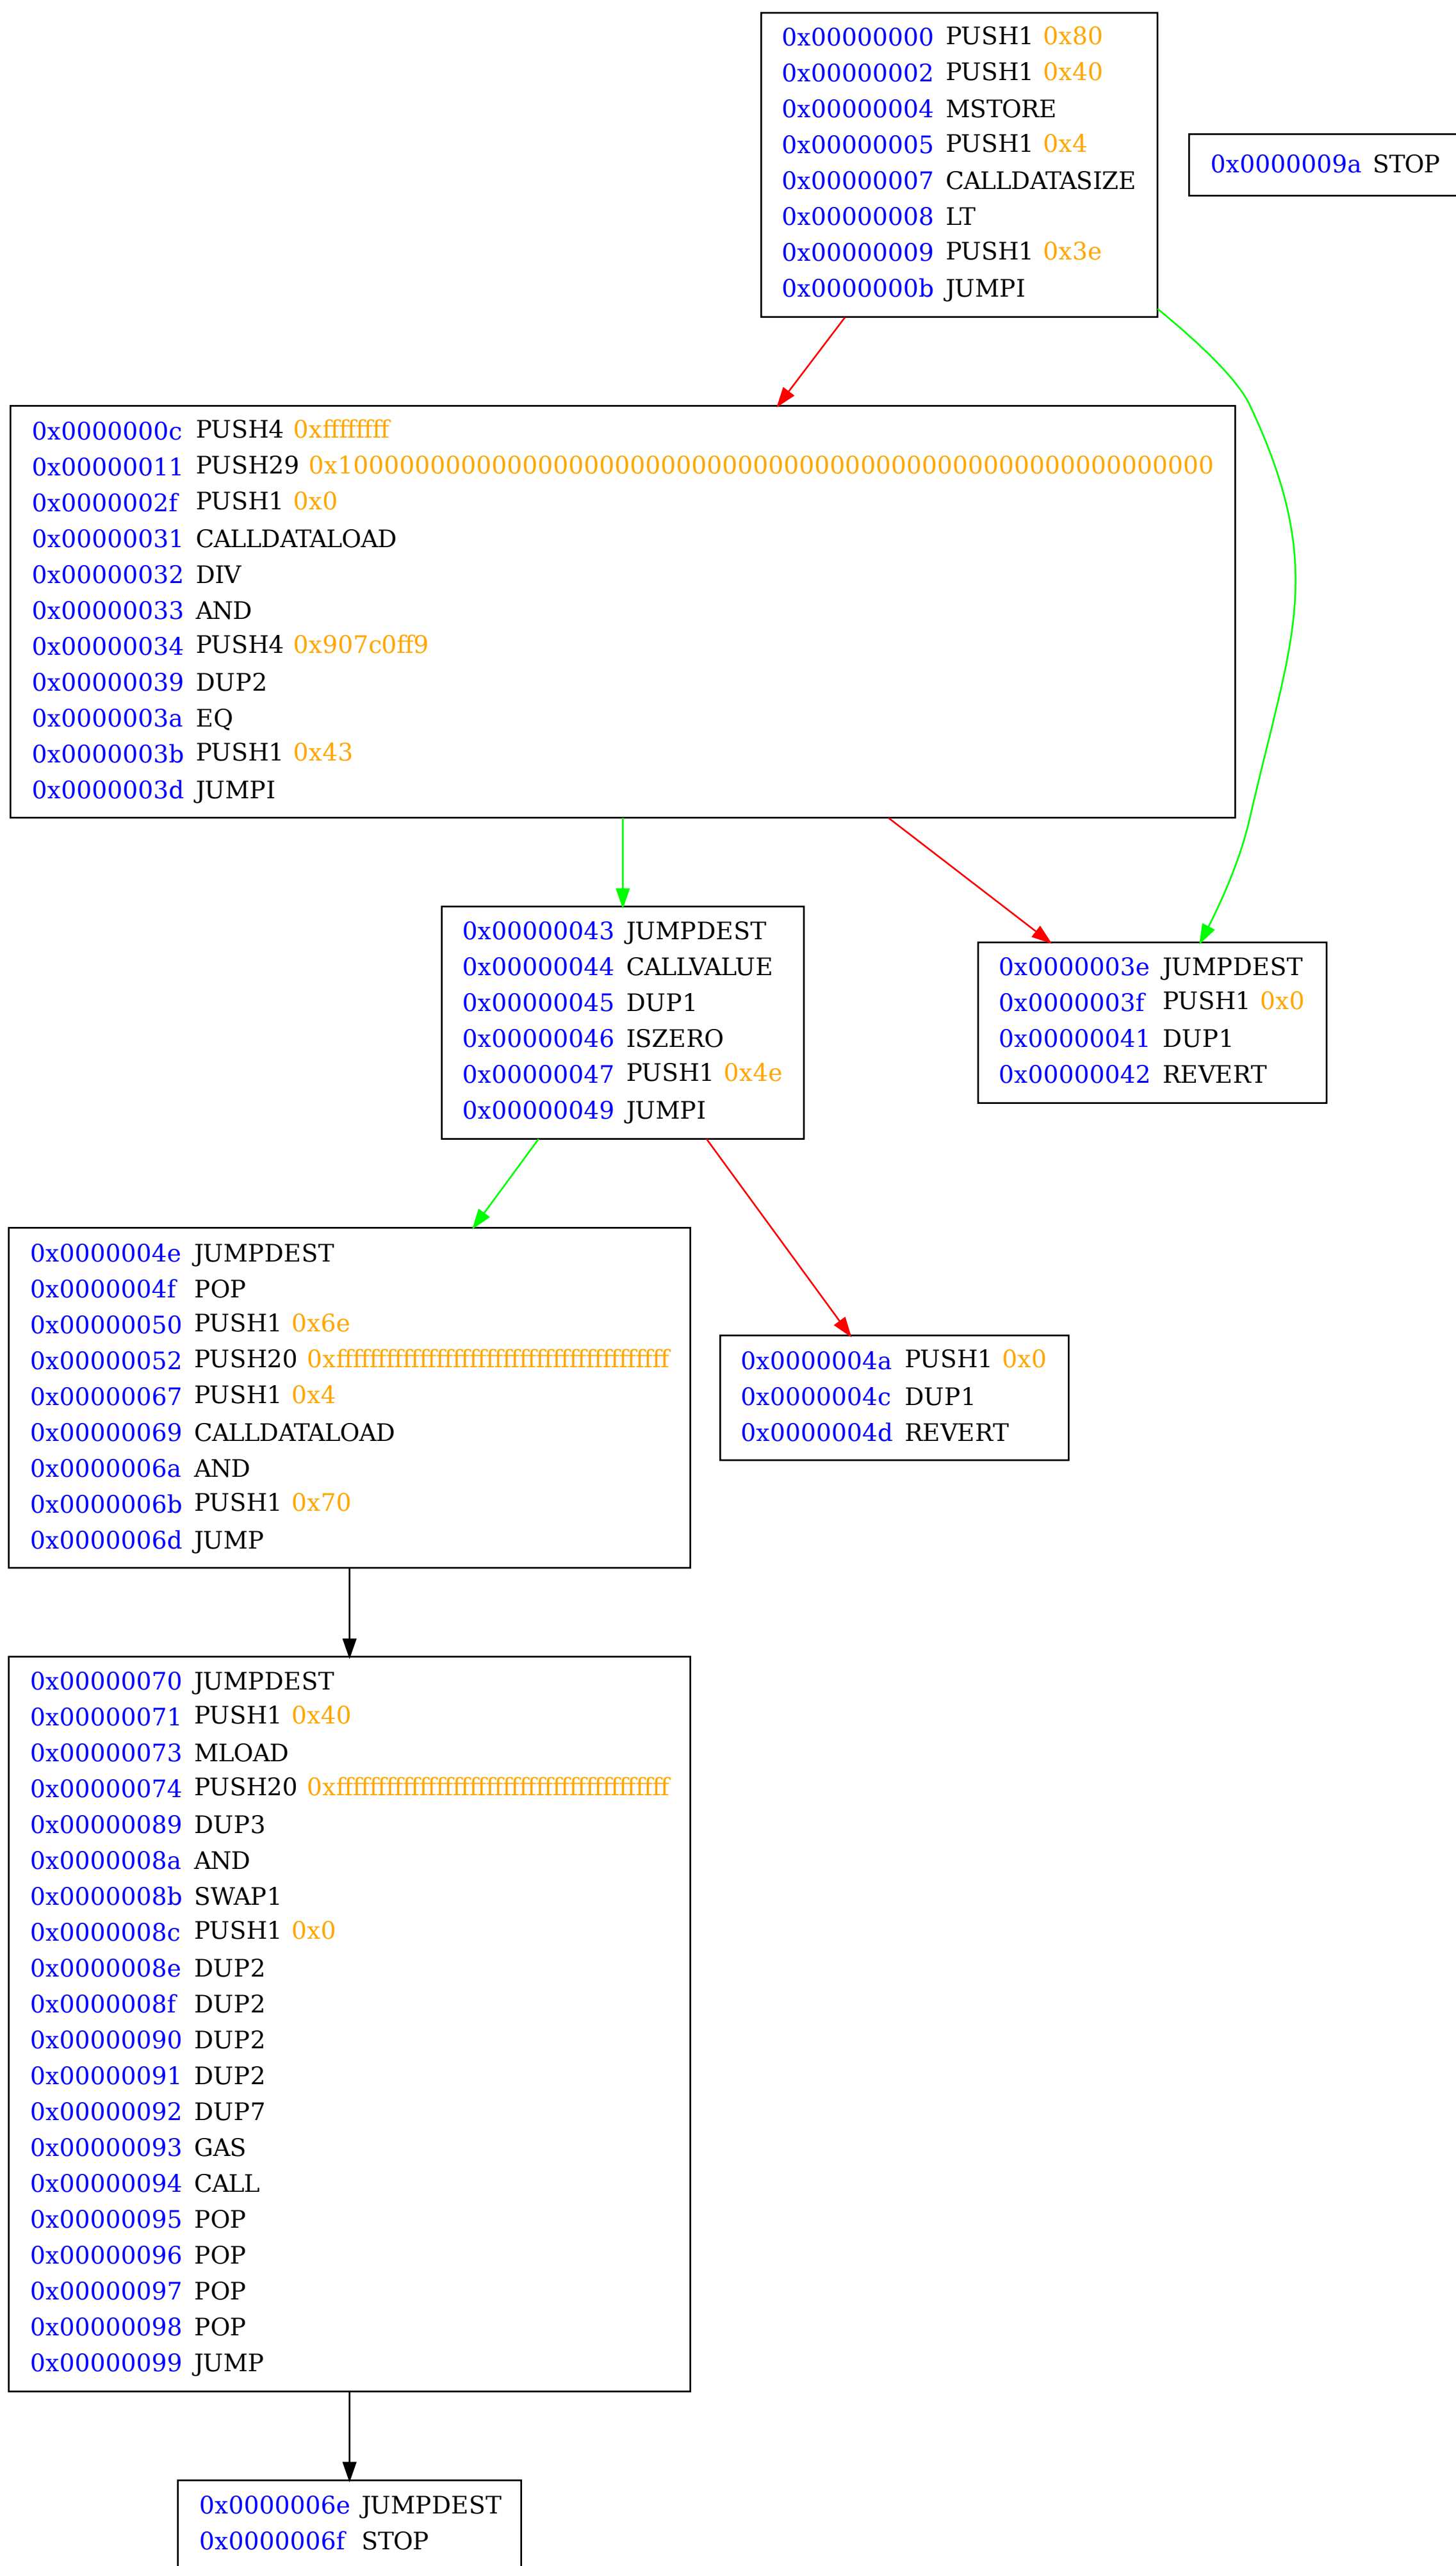 0x00000000 PUSH1 0x80
0x00000002 PUSH1 0x40
0x00000004 MSTORE
0x00000005 PUSH1 0x4
0x00000007 CALLDATASIZE
0x00000008 LT
0x00000009 PUSH1 0x3e
0x0000000b JUMPI
0x0000009a STOP
0x0000000c PUSH4 0xffffffff
0x00000011 PUSH29 0x100000000000000000000000000000000000000000000000000000000
0x0000002f PUSH1 0x0
0x00000031 CALLDATALOAD
0x00000032 DIV
0x00000033 AND
0x00000034 PUSH4 0x907c0ff9
0x00000039 DUP2
0x0000003a EQ
0x0000003b PUSH1 0x43
0x0000003d JUMPI
0x00000043 JUMPDEST
0x00000044 CALLVALUE
0x00000045 DUP1
0x00000046 ISZERO
0x00000047 PUSH1 0x4e
0x00000049 JUMPI
0x0000003e JUMPDEST
0x0000003f PUSH1 0x0
0x00000041 DUP1
0x00000042 REVERT
0x0000004e JUMPDEST
0x0000004f POP
0x00000050 PUSH1 0x6e
0x00000052 PUSH20 0xffffffffffffffffffffffffffffffffffffffff
0x00000067 PUSH1 0x4
0x00000069 CALLDATALOAD
0x0000006a AND
0x0000006b PUSH1 0x70
0x0000006d JUMP
0x0000004a PUSH1 0x0
0x0000004c DUP1
0x0000004d REVERT
0x00000070 JUMPDEST
0x00000071 PUSH1 0x40
0x00000073 MLOAD
0x00000074 PUSH20 0xffffffffffffffffffffffffffffffffffffffff
0x00000089 DUP3
0x0000008a AND
0x0000008b SWAP1
0x0000008c PUSH1 0x0
0x0000008e DUP2
0x0000008f DUP2
0x00000090 DUP2
0x00000091 DUP2
0x00000092 DUP7
0x00000093 GAS
0x00000094 CALL
0x00000095 POP
0x00000096 POP
0x00000097 POP
0x00000098 POP
0x00000099 JUMP
0x0000006e JUMPDEST
0x0000006f STOP